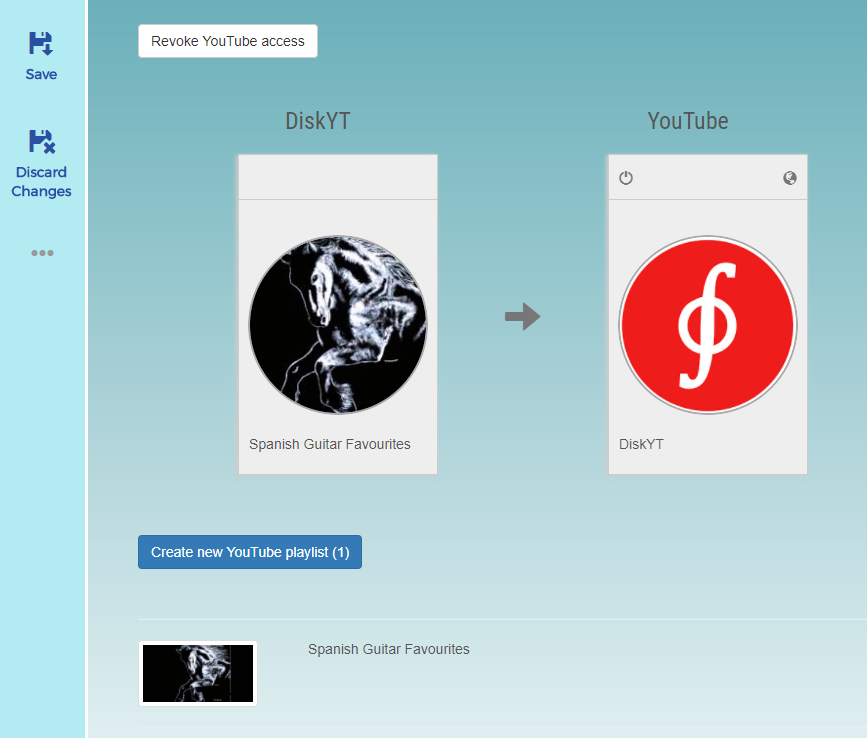 Save
Discard
Changes
Revoke YouTube access
DiskYT
YouTube
Spanish Guitar Favourites
DiskYT
Create new YouTube playlist (1)
Spanish Guitar Favourites